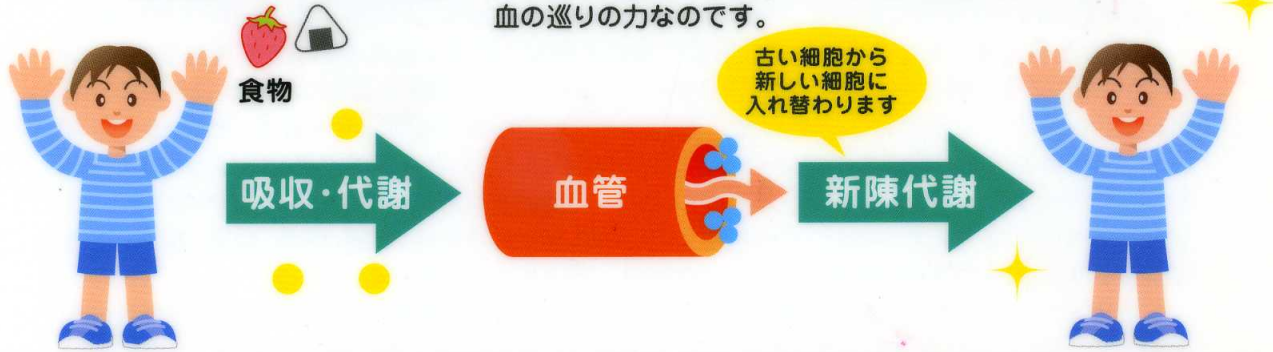 血の巡りの力なのです。
食物
古い細胞から
新しい細胞に
入れ替わります
吸収・代謝
血管
新陳代謝